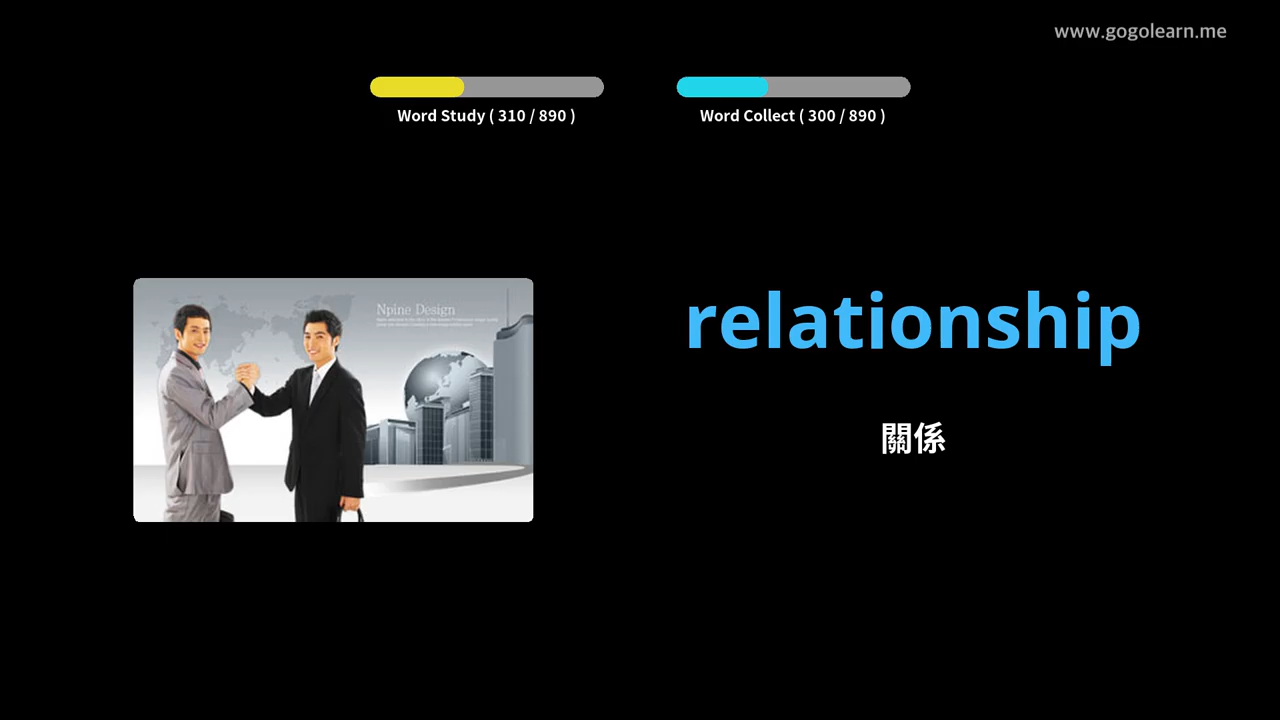 www.gogolearn.me
Word Study ( 310 / 890 )
Word Collect ( 300 / 890 )
Npine Design
relationship
關係